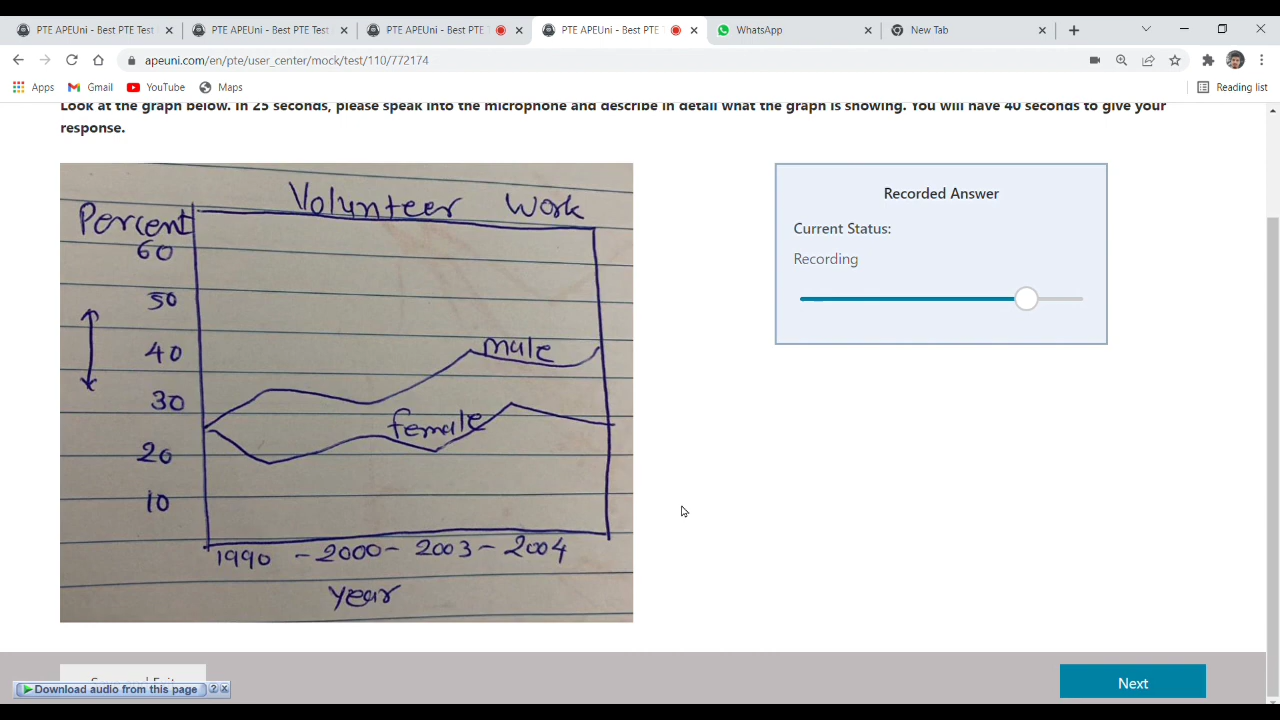 PTE APEUni - Best PTE Test
PTE APEUni - Best PTE Test
PTE APEUni - Best PTE
PTE APEUni - Best PTE
WhatsApp
New Tab
apeuni.com/en/pte/user_center/mock/test/110/772174
Apps
Gmail
YouTube
Maps
Reading list
Look at the graph below. In 25 seconds, please speak into the microphone and describe in detail what the graph is showing. You will have 40 seconds to give your
response.
Volunteer Work
Percent
60
50
40
30
20
10
male
female
1990 - 2000 - 2003 - 2004
year
Recorded Answer
Current Status:
Recording
Download audio from this page
?
Next